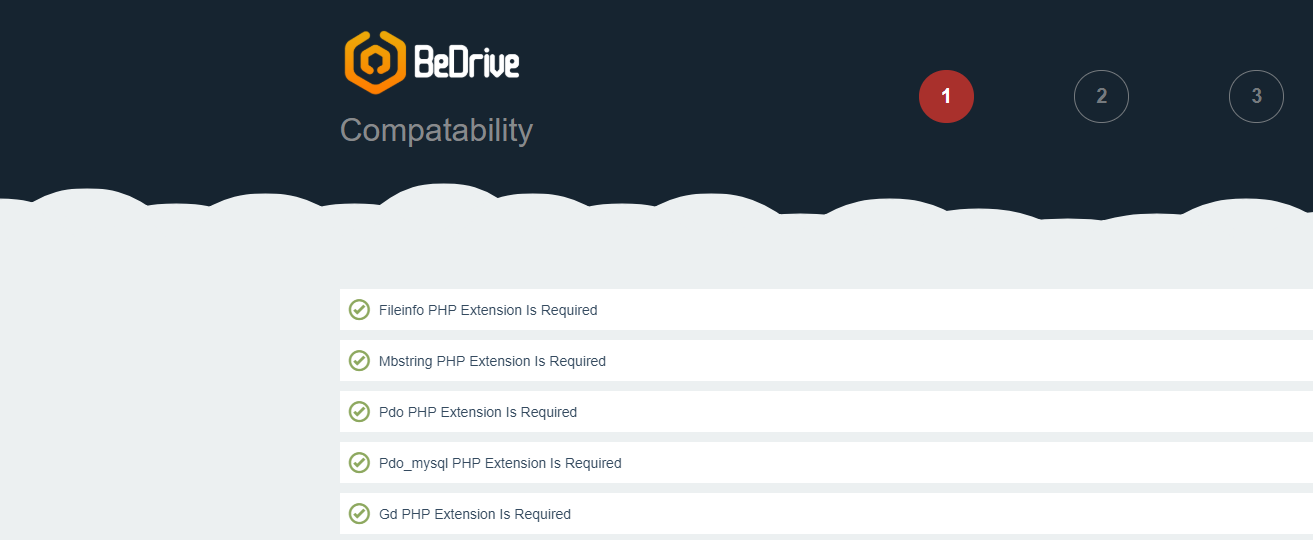 BeDrive
Compatability
1
2
3
Fileinfo PHP Extension Is Required
Mbstring PHP Extension Is Required
Pdo PHP Extension Is Required
Pdo_mysql PHP Extension Is Required
Gd PHP Extension Is Required